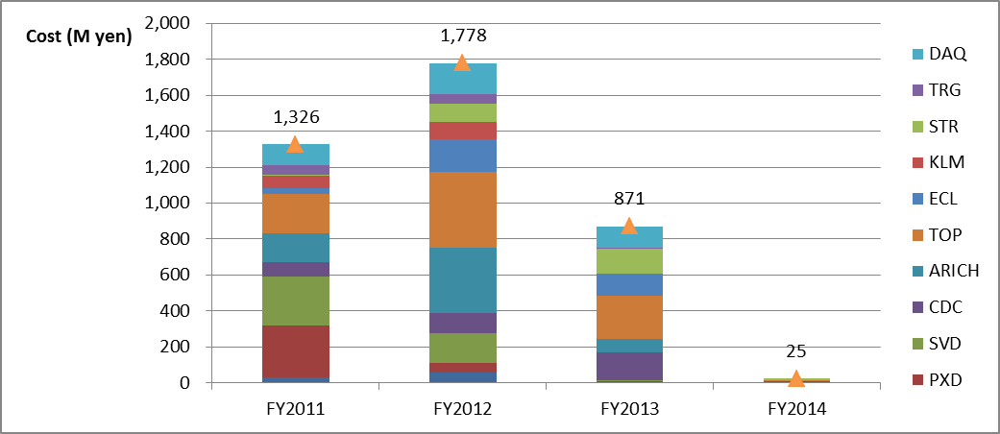 Cost (M yen)
2,000
1,800
1,600
1,400
1,200
1,000
800
600
400
200
0
1,326
1,778
871
25
FY2011
FY2012
FY2013
FY2014
DAQ
TRG
STR
KLM
ECL
TOP
ARICH
CDC
SVD
PXD